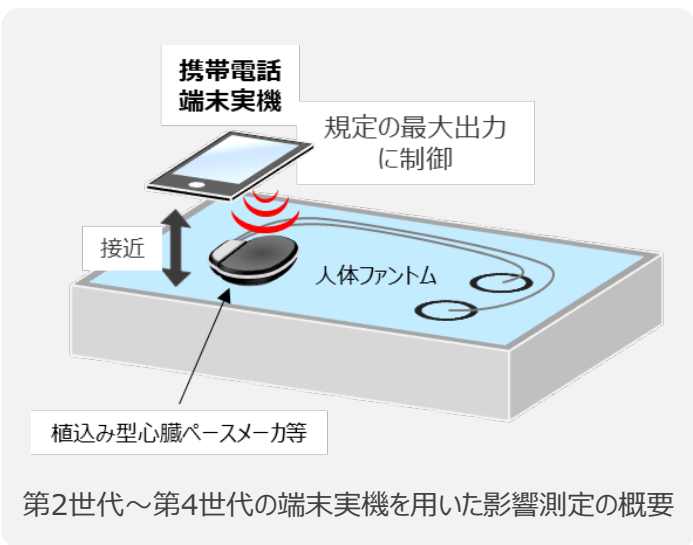 携帯電話
端末実機
規定の最大出力
に制御
接近
人体ファントム
植込み型心臓ペースメーカ等
第2世代～第4世代の端末実機を用いた影響測定の概要